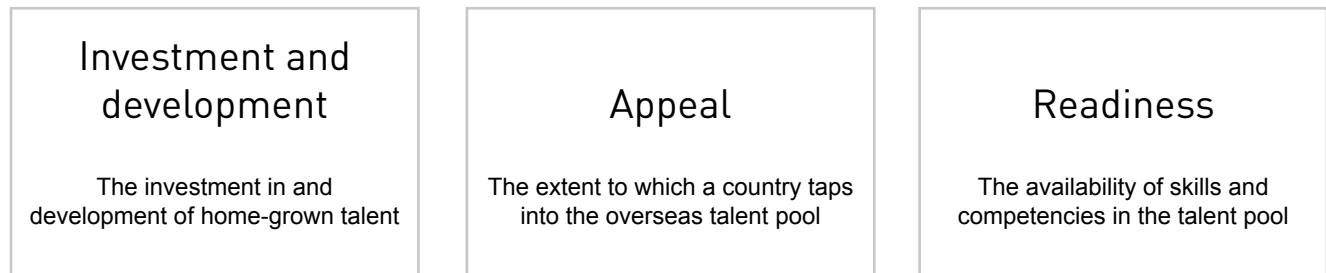 Investment and
development
The investment in and
development of home-grown talent
Appeal
The extent to which a country taps
into the overseas talent pool
Readiness
The availability of skills and
competencies in the talent pool